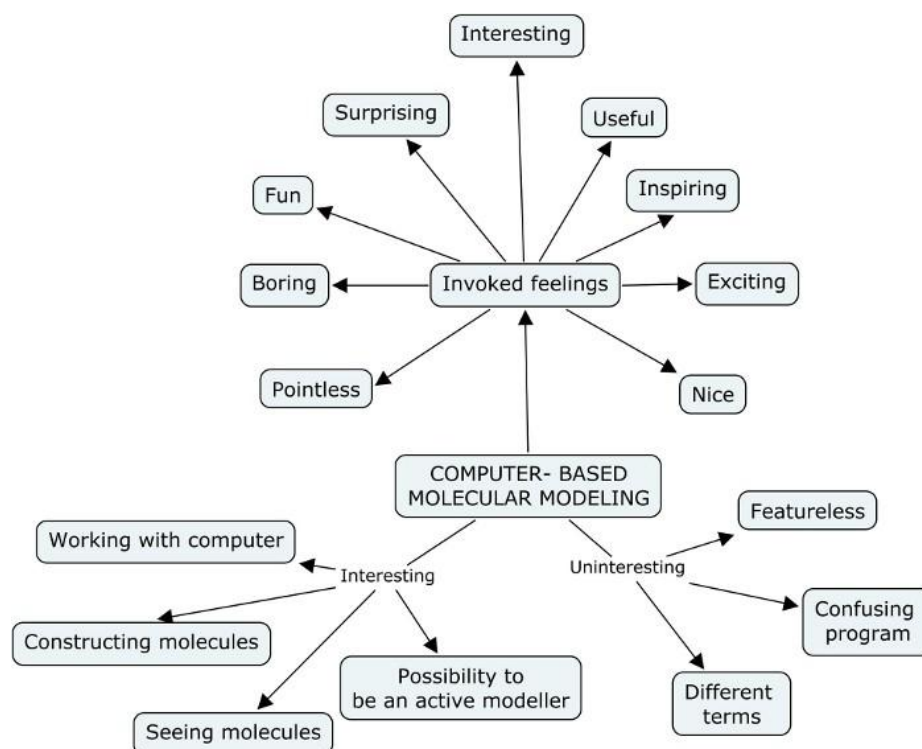 Interesting
Surprising
Useful
Fun
Inspiring
Boring
Invoked feelings
Exciting
Pointless
Nice
COMPUTER- BASED
MOLECULAR MODELING
Featureless
Working with computer
Interesting
Uninteresting
Constructing molecules
Confusing
program
Possibility to
be an active modeller
Different
terms
Seeing molecules